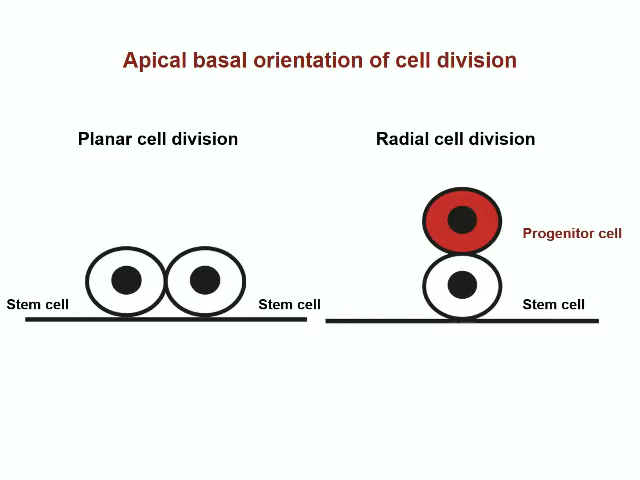 Apical basal orientation of cell division
Planar cell division
Radial cell division
Progenitor cell
Stem cell
Stem cell
Stem cell